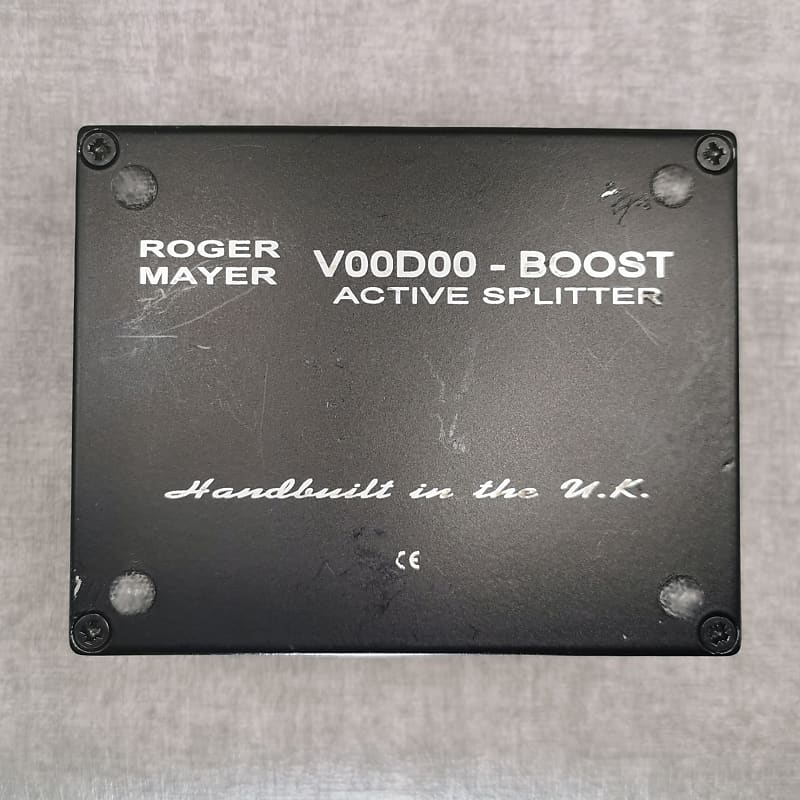 ROGER
MAYER
V00D00 - BOOST
ACTIVE SPLITTER
Handbuilt in the U.K.
CE